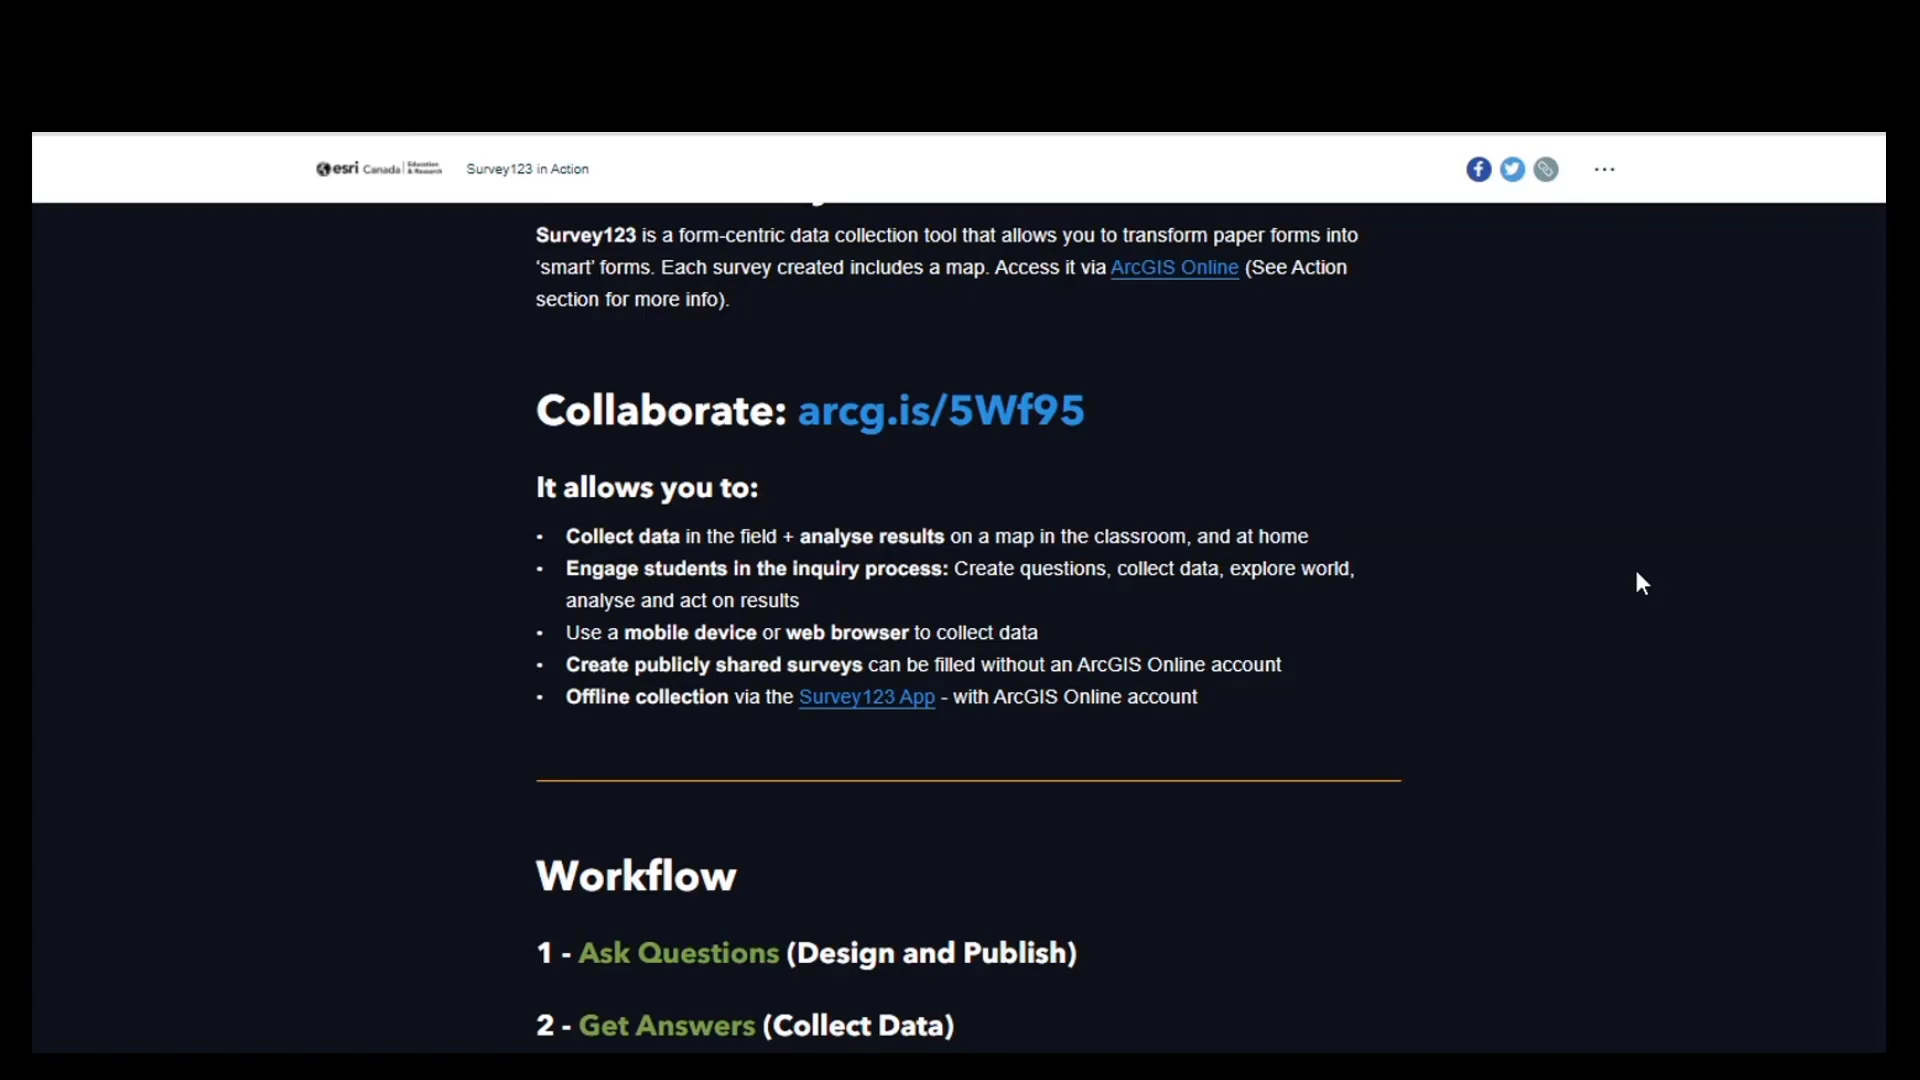 esri Canada Education & Research Survey123 in Action
Survey123 is a form-centric data collection tool that allows you to transform paper forms into
‘smart’ forms. Each survey created includes a map. Access it via ArcGIS Online (See Action
section for more info).
Collaborate: arcg.is/5Wf95
It allows you to:
• Collect data in the field + analyse results on a map in the classroom, and at home
• Engage students in the inquiry process: Create questions, collect data, explore world,
analyse and act on results
• Use a mobile device or web browser to collect data
• Create publicly shared surveys can be filled without an ArcGIS Online account
• Offline collection via the Survey123 App - with ArcGIS Online account
Workflow
1 - Ask Questions (Design and Publish)
2 - Get Answers (Collect Data)